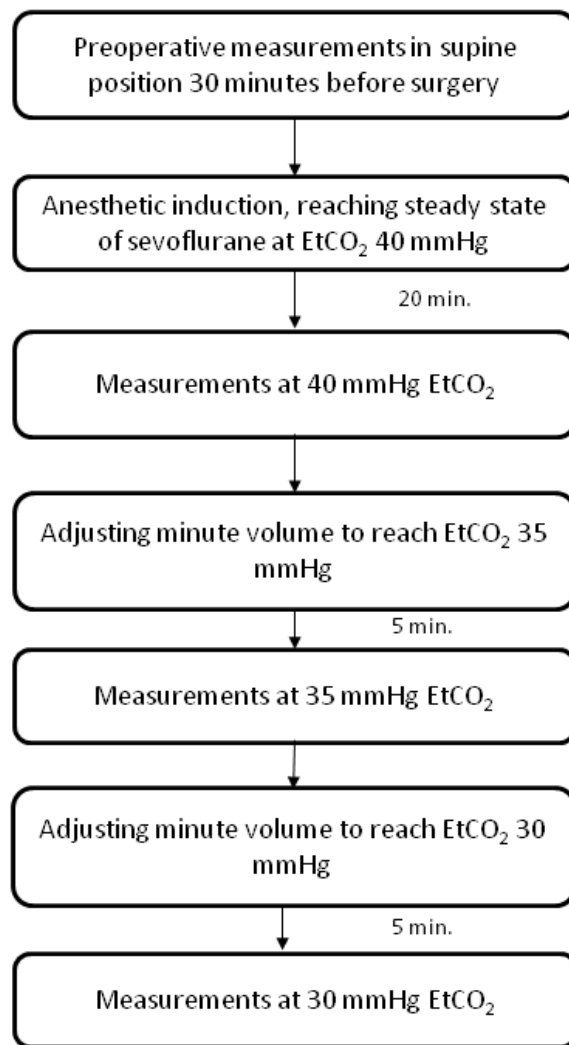 Preoperative measurements in supine
position 30 minutes before surgery
Anesthetic induction, reaching steady state
of sevoflurane at EtCO₂ 40 mmHg
20 min.
Measurements at 40 mmHg EtCO₂
Adjusting minute volume to reach EtCO₂ 35
mmHg
5 min.
Measurements at 35 mmHg EtCO₂
Adjusting minute volume to reach EtCO₂ 30
mmHg
5 min.
Measurements at 30 mmHg EtCO₂